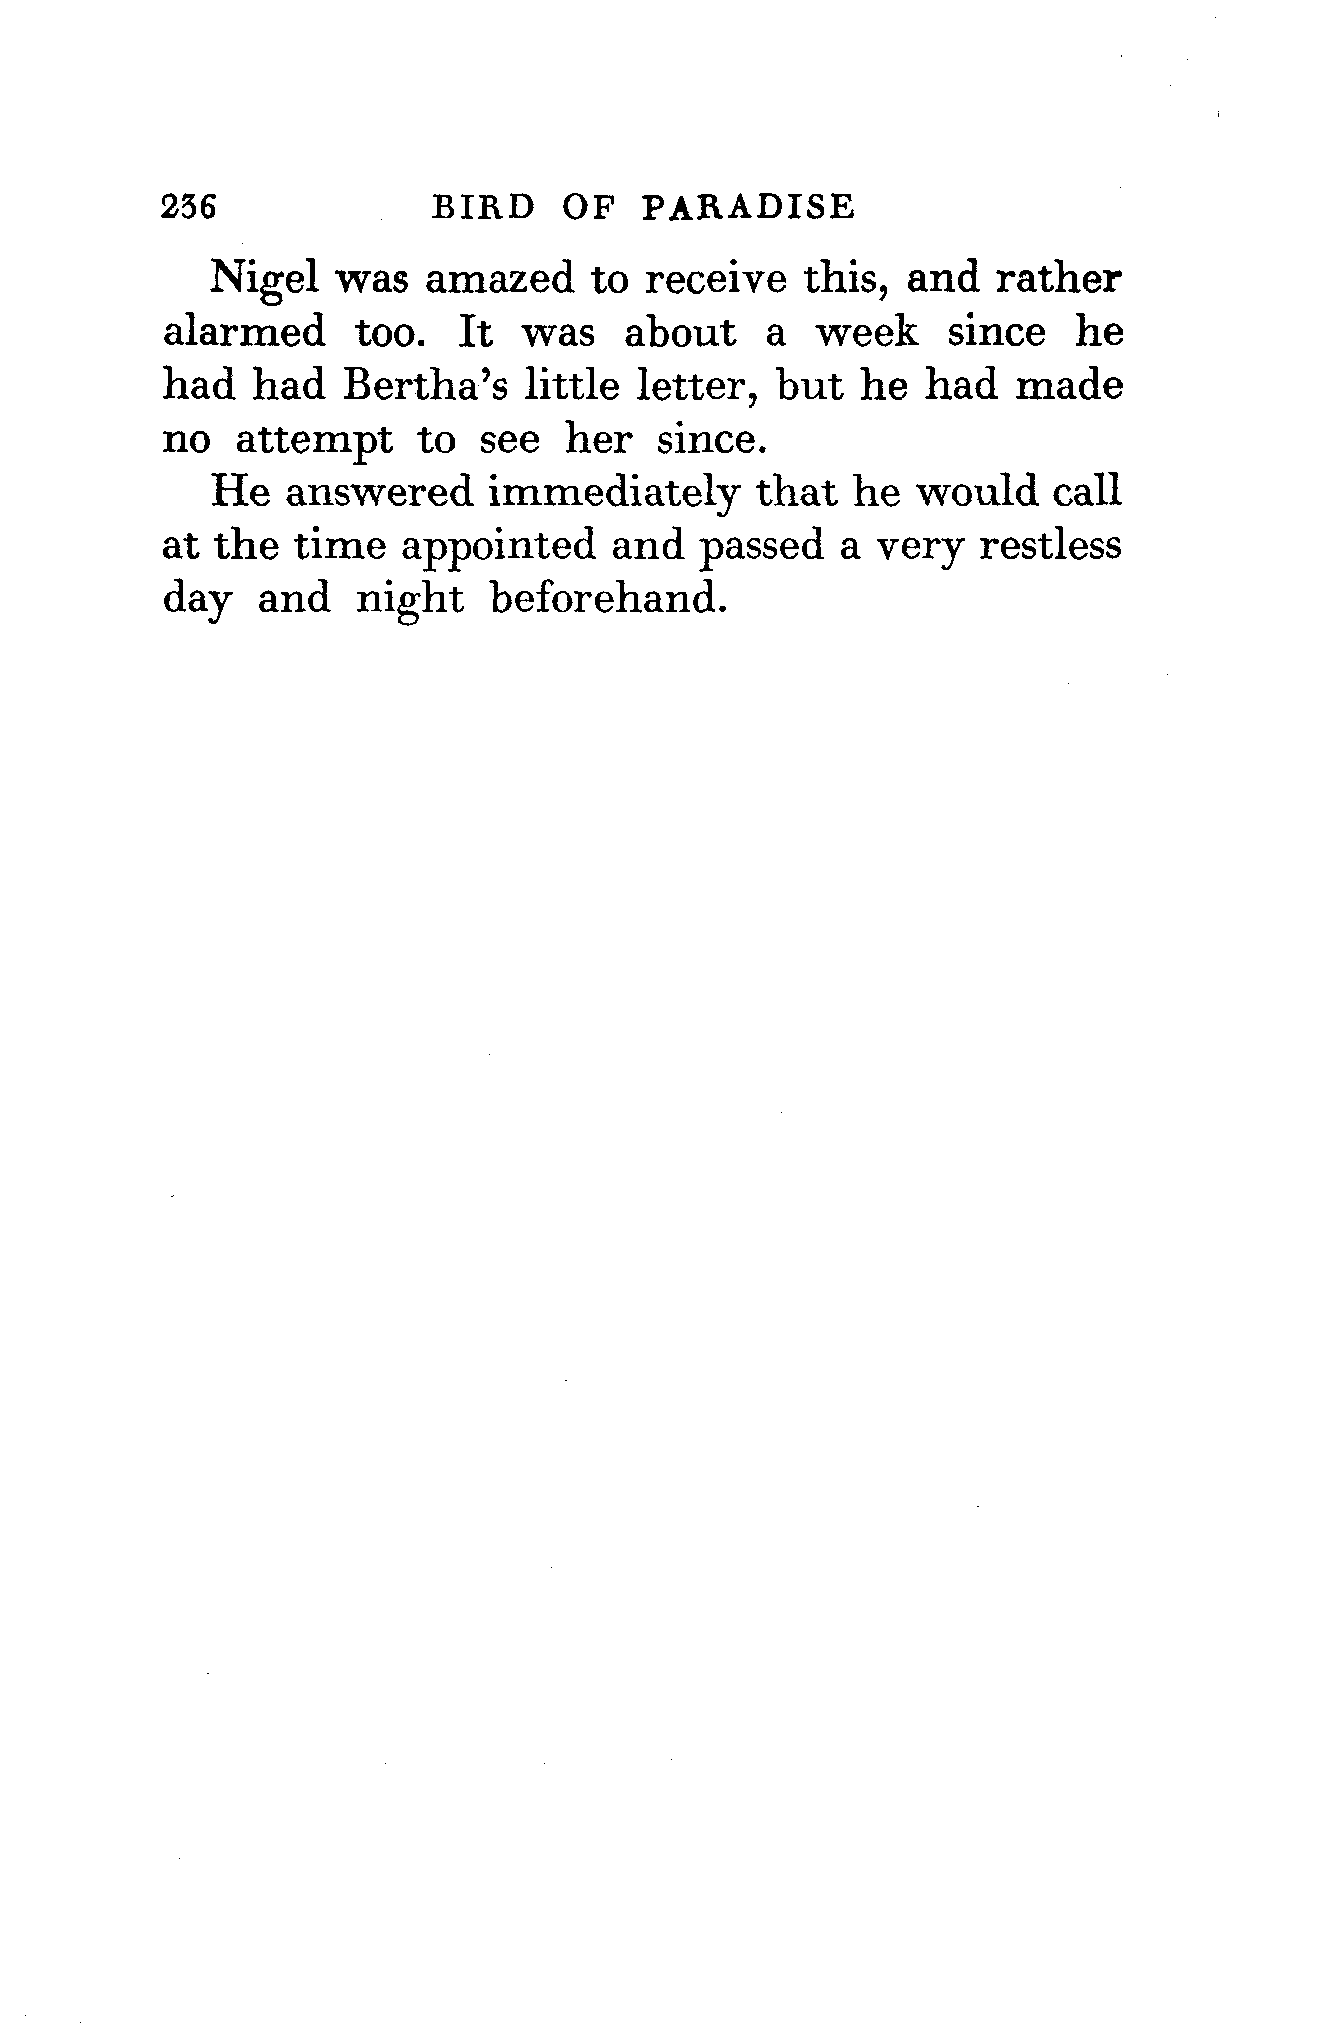 236 BIRD OF PARADISE
Nigel was amazed to receive this, and rather
alarmed too. It was about a week since he
had had Bertha's little letter, but he had made
no attempt to see her since.
He answered immediately that he would call
at the time appointed and passed a very restless
day and night beforehand.